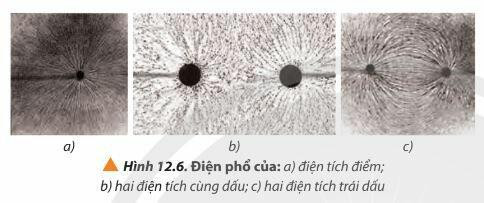 a)
b)
c)
Hình 12.6. Điện phổ của: a) điện tích điểm;
b) hai điện tích cùng dấu; c) hai điện tích trái dấu